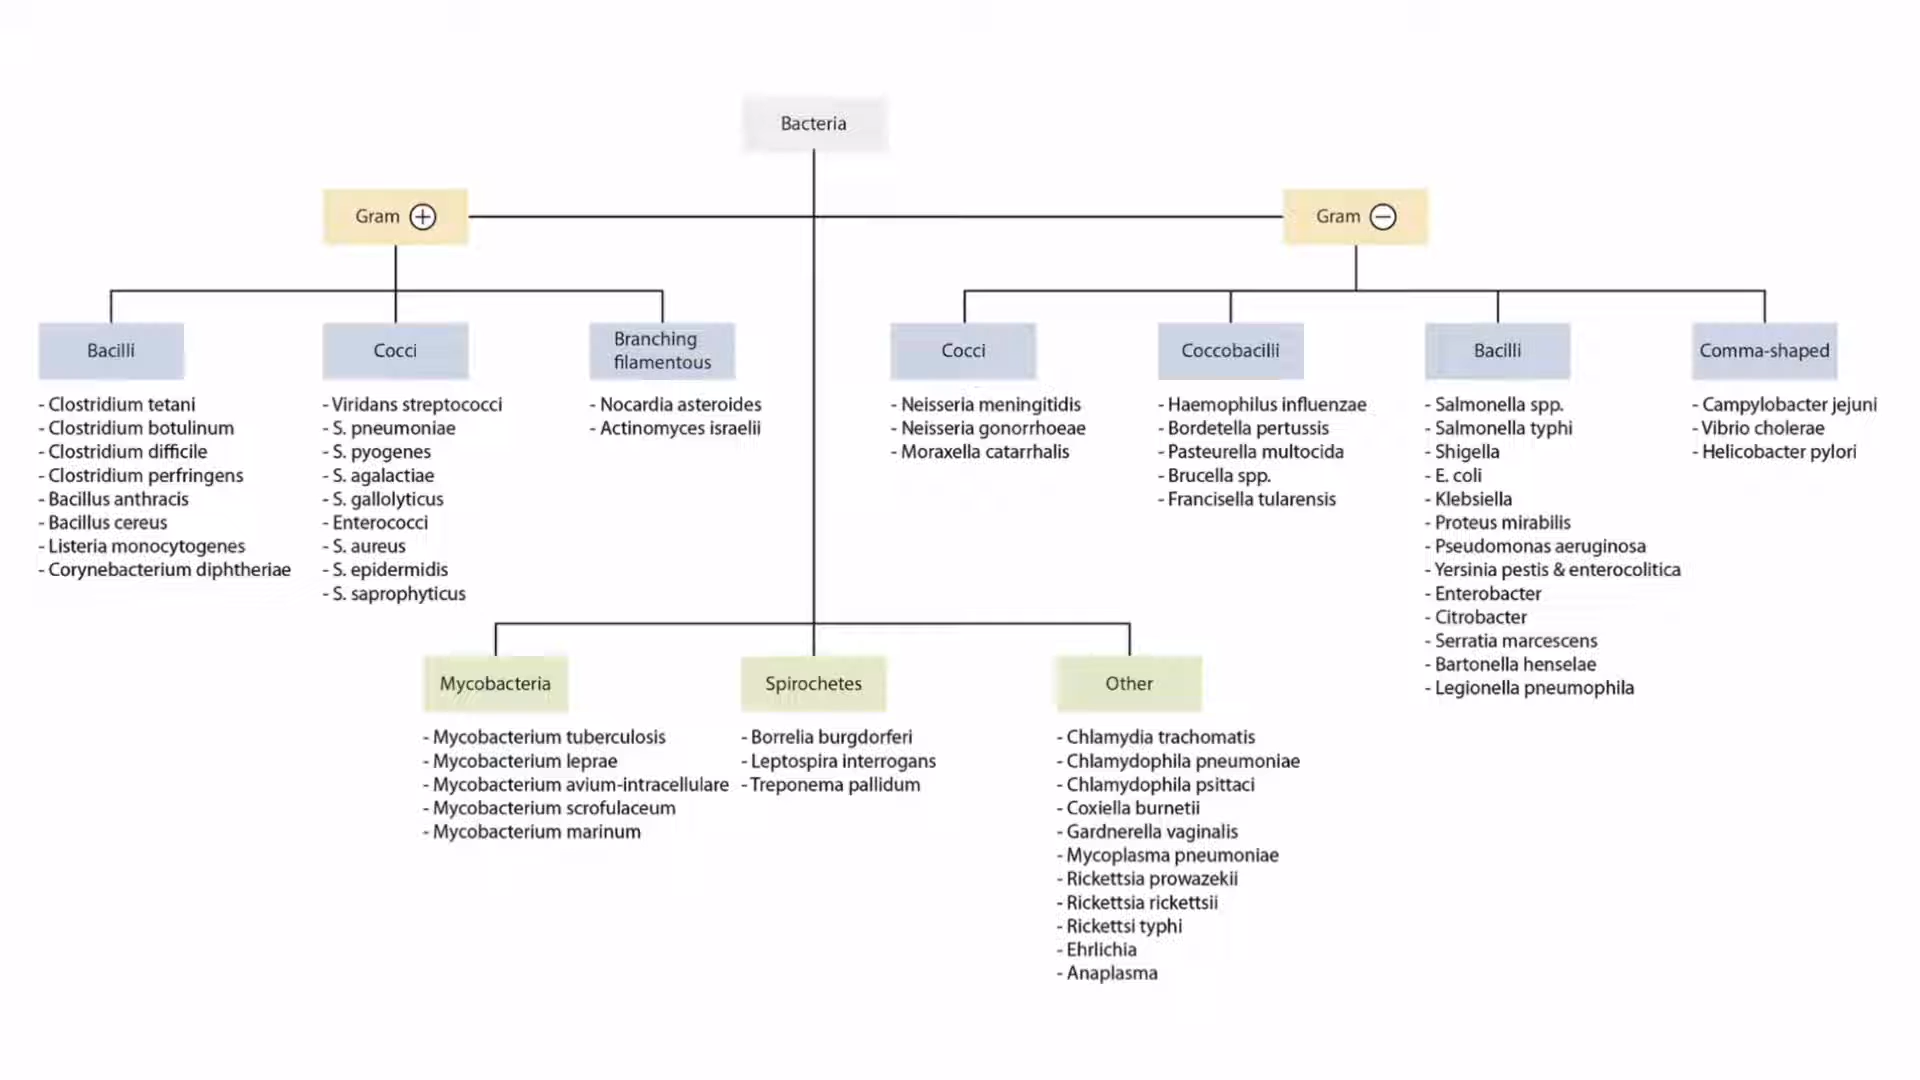 Bacteria
Gram +
Gram −
Bacilli
- Clostridium tetani
- Clostridium botulinum
- Clostridium difficile
- Clostridium perfringens
- Bacillus anthracis
- Bacillus cereus
- Listeria monocytogenes
- Corynebacterium diphtheriae
Cocci
- Viridans streptococci
- S. pneumoniae
- S. pyogenes
- S. agalactiae
- S. gallolyticus
- Enterococci
- S. aureus
- S. epidermidis
- S. saprophyticus
Branching
filamentous
- Nocardia asteroides
- Actinomyces israelii
Cocci
- Neisseria meningitidis
- Neisseria gonorrhoeae
- Moraxella catarrhalis
Coccobacilli
- Haemophilus influenzae
- Bordetella pertussis
- Pasteurella multocida
- Brucella spp.
- Francisella tularensis
Bacilli
- Salmonella spp.
- Salmonella typhi
- Shigella
- E. coli
- Klebsiella
- Proteus mirabilis
- Pseudomonas aeruginosa
- Yersinia pestis & enterocolitica
- Enterobacter
- Citrobacter
- Serratia marcescens
- Bartonella henselae
- Legionella pneumophila
Comma-shaped
- Campylobacter jejuni
- Vibrio cholerae
- Helicobacter pylori
Mycobacteria
- Mycobacterium tuberculosis
- Mycobacterium leprae
- Mycobacterium avium-intracellulare
- Mycobacterium scrofulaceum
- Mycobacterium marinum
Spirochetes
- Borrelia burgdorferi
- Leptospira interrogans
- Treponema pallidum
Other
- Chlamydia trachomatis
- Chlamydophila pneumoniae
- Chlamydophila psittaci
- Coxiella burnetii
- Gardnerella vaginalis
- Mycoplasma pneumoniae
- Rickettsia prowazekii
- Rickettsia rickettsii
- Rickettsi typhi
- Ehrlichia
- Anaplasma